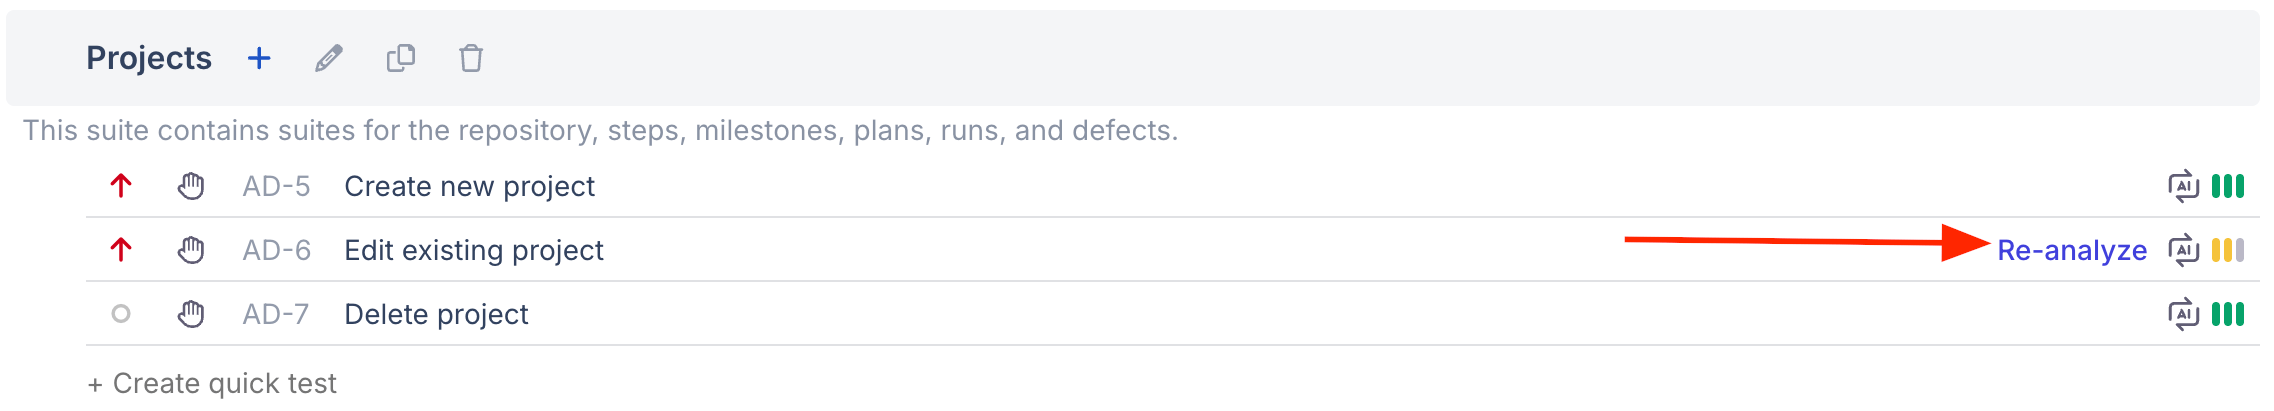 Projects
This suite contains suites for the repository, steps, milestones, plans, runs, and defects.
AD-5 Create new project AI
AD-6 Edit existing project Re-analyze AI
AD-7 Delete project AI
+ Create quick test